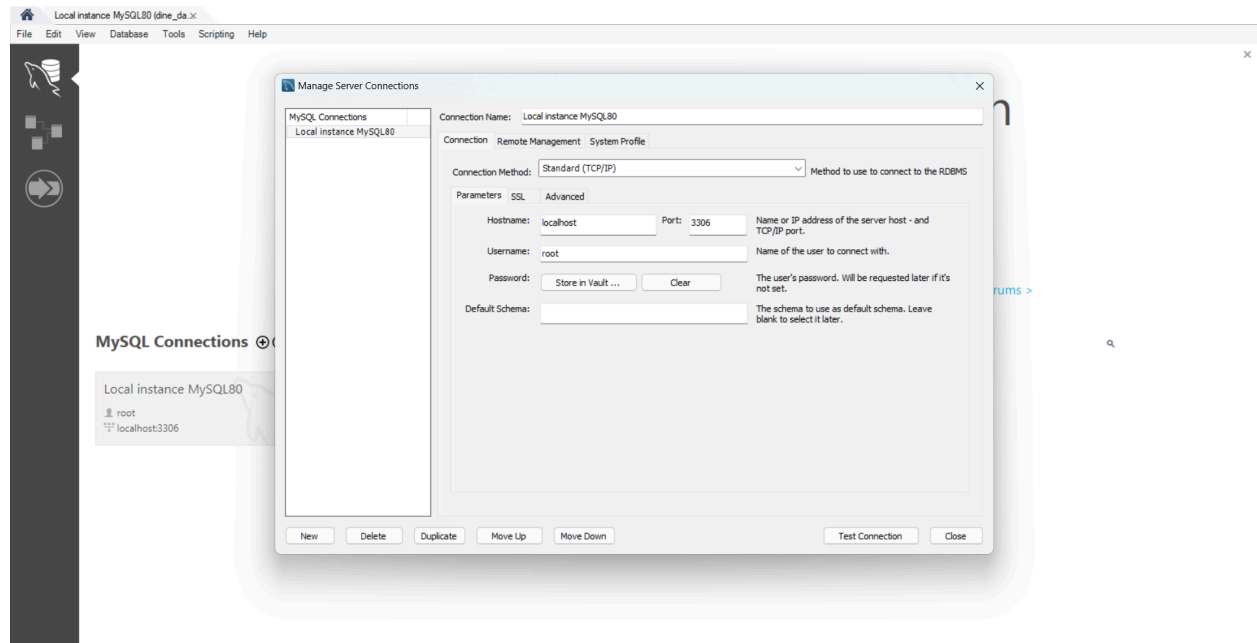 Local instance MySQL80 (dine_da.x
File Edit View Database Tools Scripting Help
Manage Server Connections
MySQL Connections
Local instance MySQL80
Connection Name: Local instance MySQL80
Connection Remote Management System Profile
Connection Method: Standard (TCP/IP) Method to use to connect to the RDBMS
Parameters SSL Advanced
Hostname: localhost Port: 3306 Name or IP address of the server host - and
TCP/IP port.
Username: root Name of the user to connect with.
Password: Store in Vault ... Clear The user's password. Will be requested later if it's
not set.
Default Schema: The schema to use as default schema. Leave
blank to select it later.
New Delete Duplicate Move Up Move Down Test Connection Close
n
rums >
MySQL Connections
Local instance MySQL80
root
localhost:3306